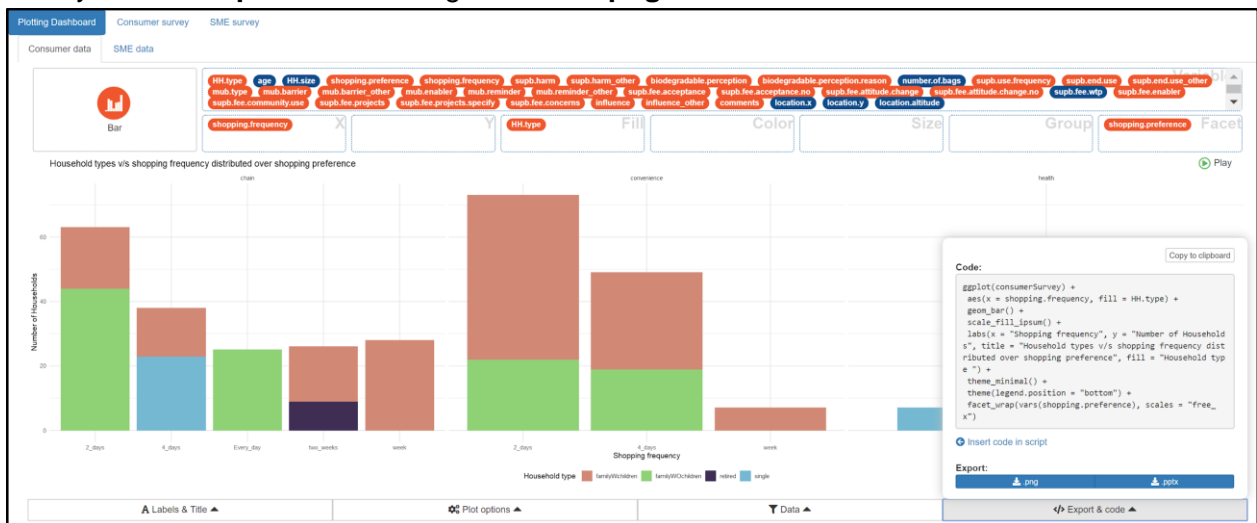 Plotting Dashboard Consumer survey SME survey
Consumer data SME data
Bar
HH.type age HH.size shopping.preference shopping.frequency supb.harm supb.harm_other biodegradable.perception biodegradable.perception.reason number.of.bags supb.use.frequency supb.end.use supb.end.use_other
mub.type mub.barrier mub.barrier_other mub.enabler mub.reminder mub.reminder_other supb.fee.acceptance supb.fee.acceptance.no supb.fee.attitude.change supb.fee.attitude.change.no supb.fee.wtp supb.fee.enabler
supb.fee.community.use supb.fee.projects supb.fee.projects.specify supb.fee.concerns influence influence_other comments location.x location.y location.altitude
shopping.frequency X Y HH.type Fill Color Size Group shopping.preference Facet
Household types v/s shopping frequency distributed over shopping preference
Play
chain convenience health
60
40
20
0
Number of Households
2_days 4_days Every_day two_weeks week 2_days 4_days week
Shopping frequency
Household type familyWchildren familyWOchildren retired single
Copy to clipboard
Code:
ggplot(consumerSurvey) +
aes(x = shopping.frequency, fill = HH.type) +
geom_bar() +
scale_fill_ipsum() +
labs(x = "Shopping frequency", y = "Number of Household
s", title = "Household types v/s shopping frequency dist
ributed over shopping preference", fill = "Household typ
e ") +
theme_minimal() +
theme(legend.position = "bottom") +
facet_wrap(vars(shopping.preference), scales = "free_
x")
Insert code in script
Export:
.png .pptx
Labels & Title Plot options Data </> Export & code